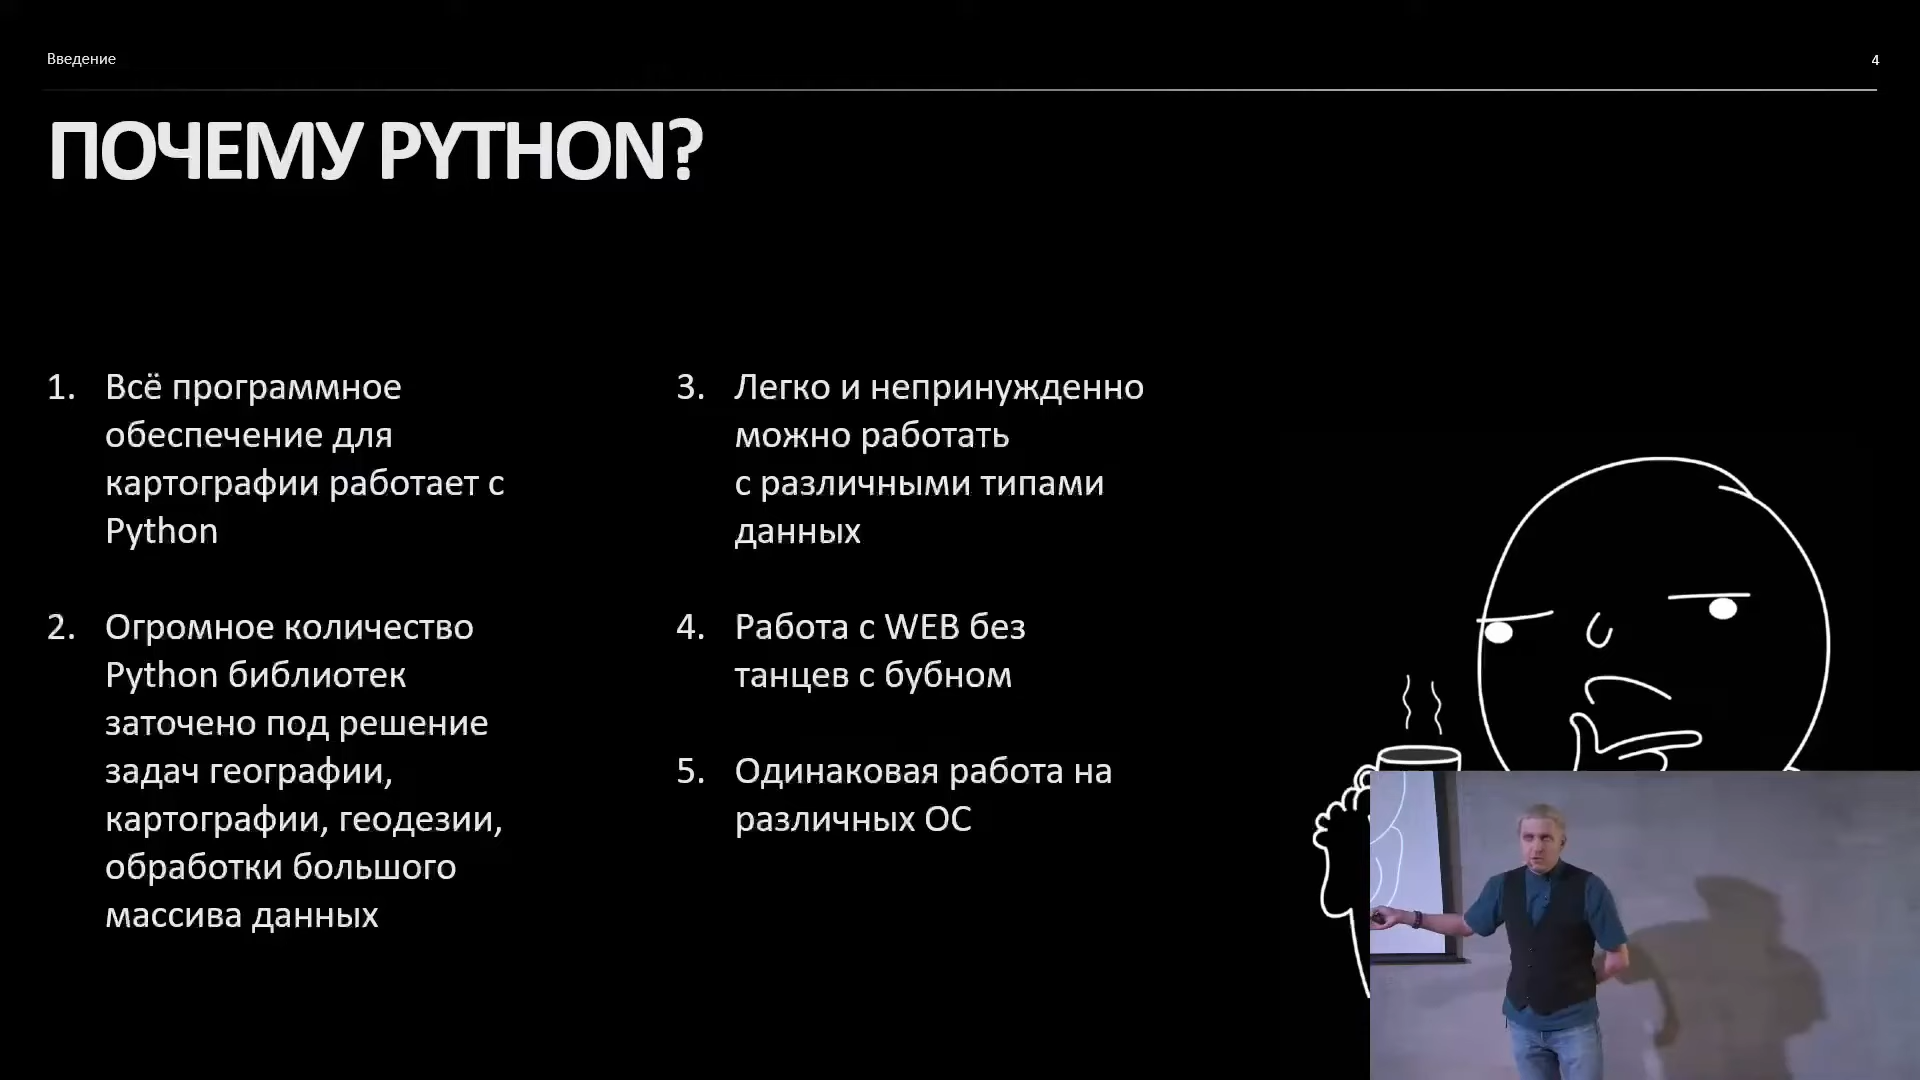 Введение
4
ПОЧЕМУ PYTHON?
1. Всё программное
обеспечение для
картографии работает с
Python
2. Огромное количество
Python библиотек
заточено под решение
задач географии,
картографии, геодезии,
обработки большого
массива данных
3. Легко и непринужденно
можно работать
с различными типами
данных
4. Работа с WEB без
танцев с бубном
5. Одинаковая работа на
различных ОС